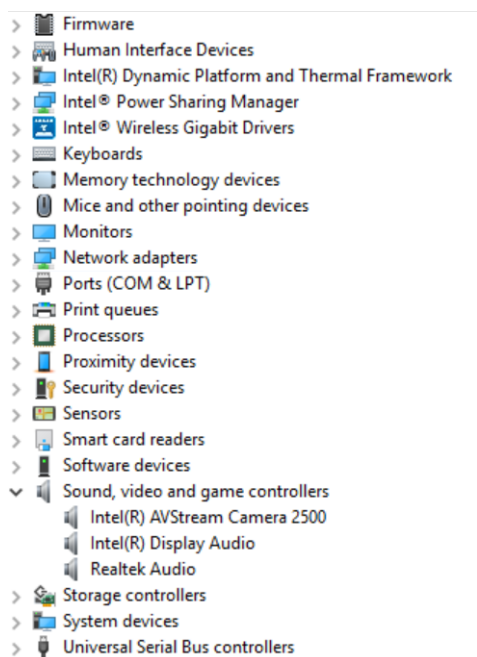 Firmware
Human Interface Devices
Intel(R) Dynamic Platform and Thermal Framework
Intel® Power Sharing Manager
Intel® Wireless Gigabit Drivers
Keyboards
Memory technology devices
Mice and other pointing devices
Monitors
Network adapters
Ports (COM & LPT)
Print queues
Processors
Proximity devices
Security devices
Sensors
Smart card readers
Software devices
Sound, video and game controllers
Intel(R) AVStream Camera 2500
Intel(R) Display Audio
Realtek Audio
Storage controllers
System devices
Universal Serial Bus controllers